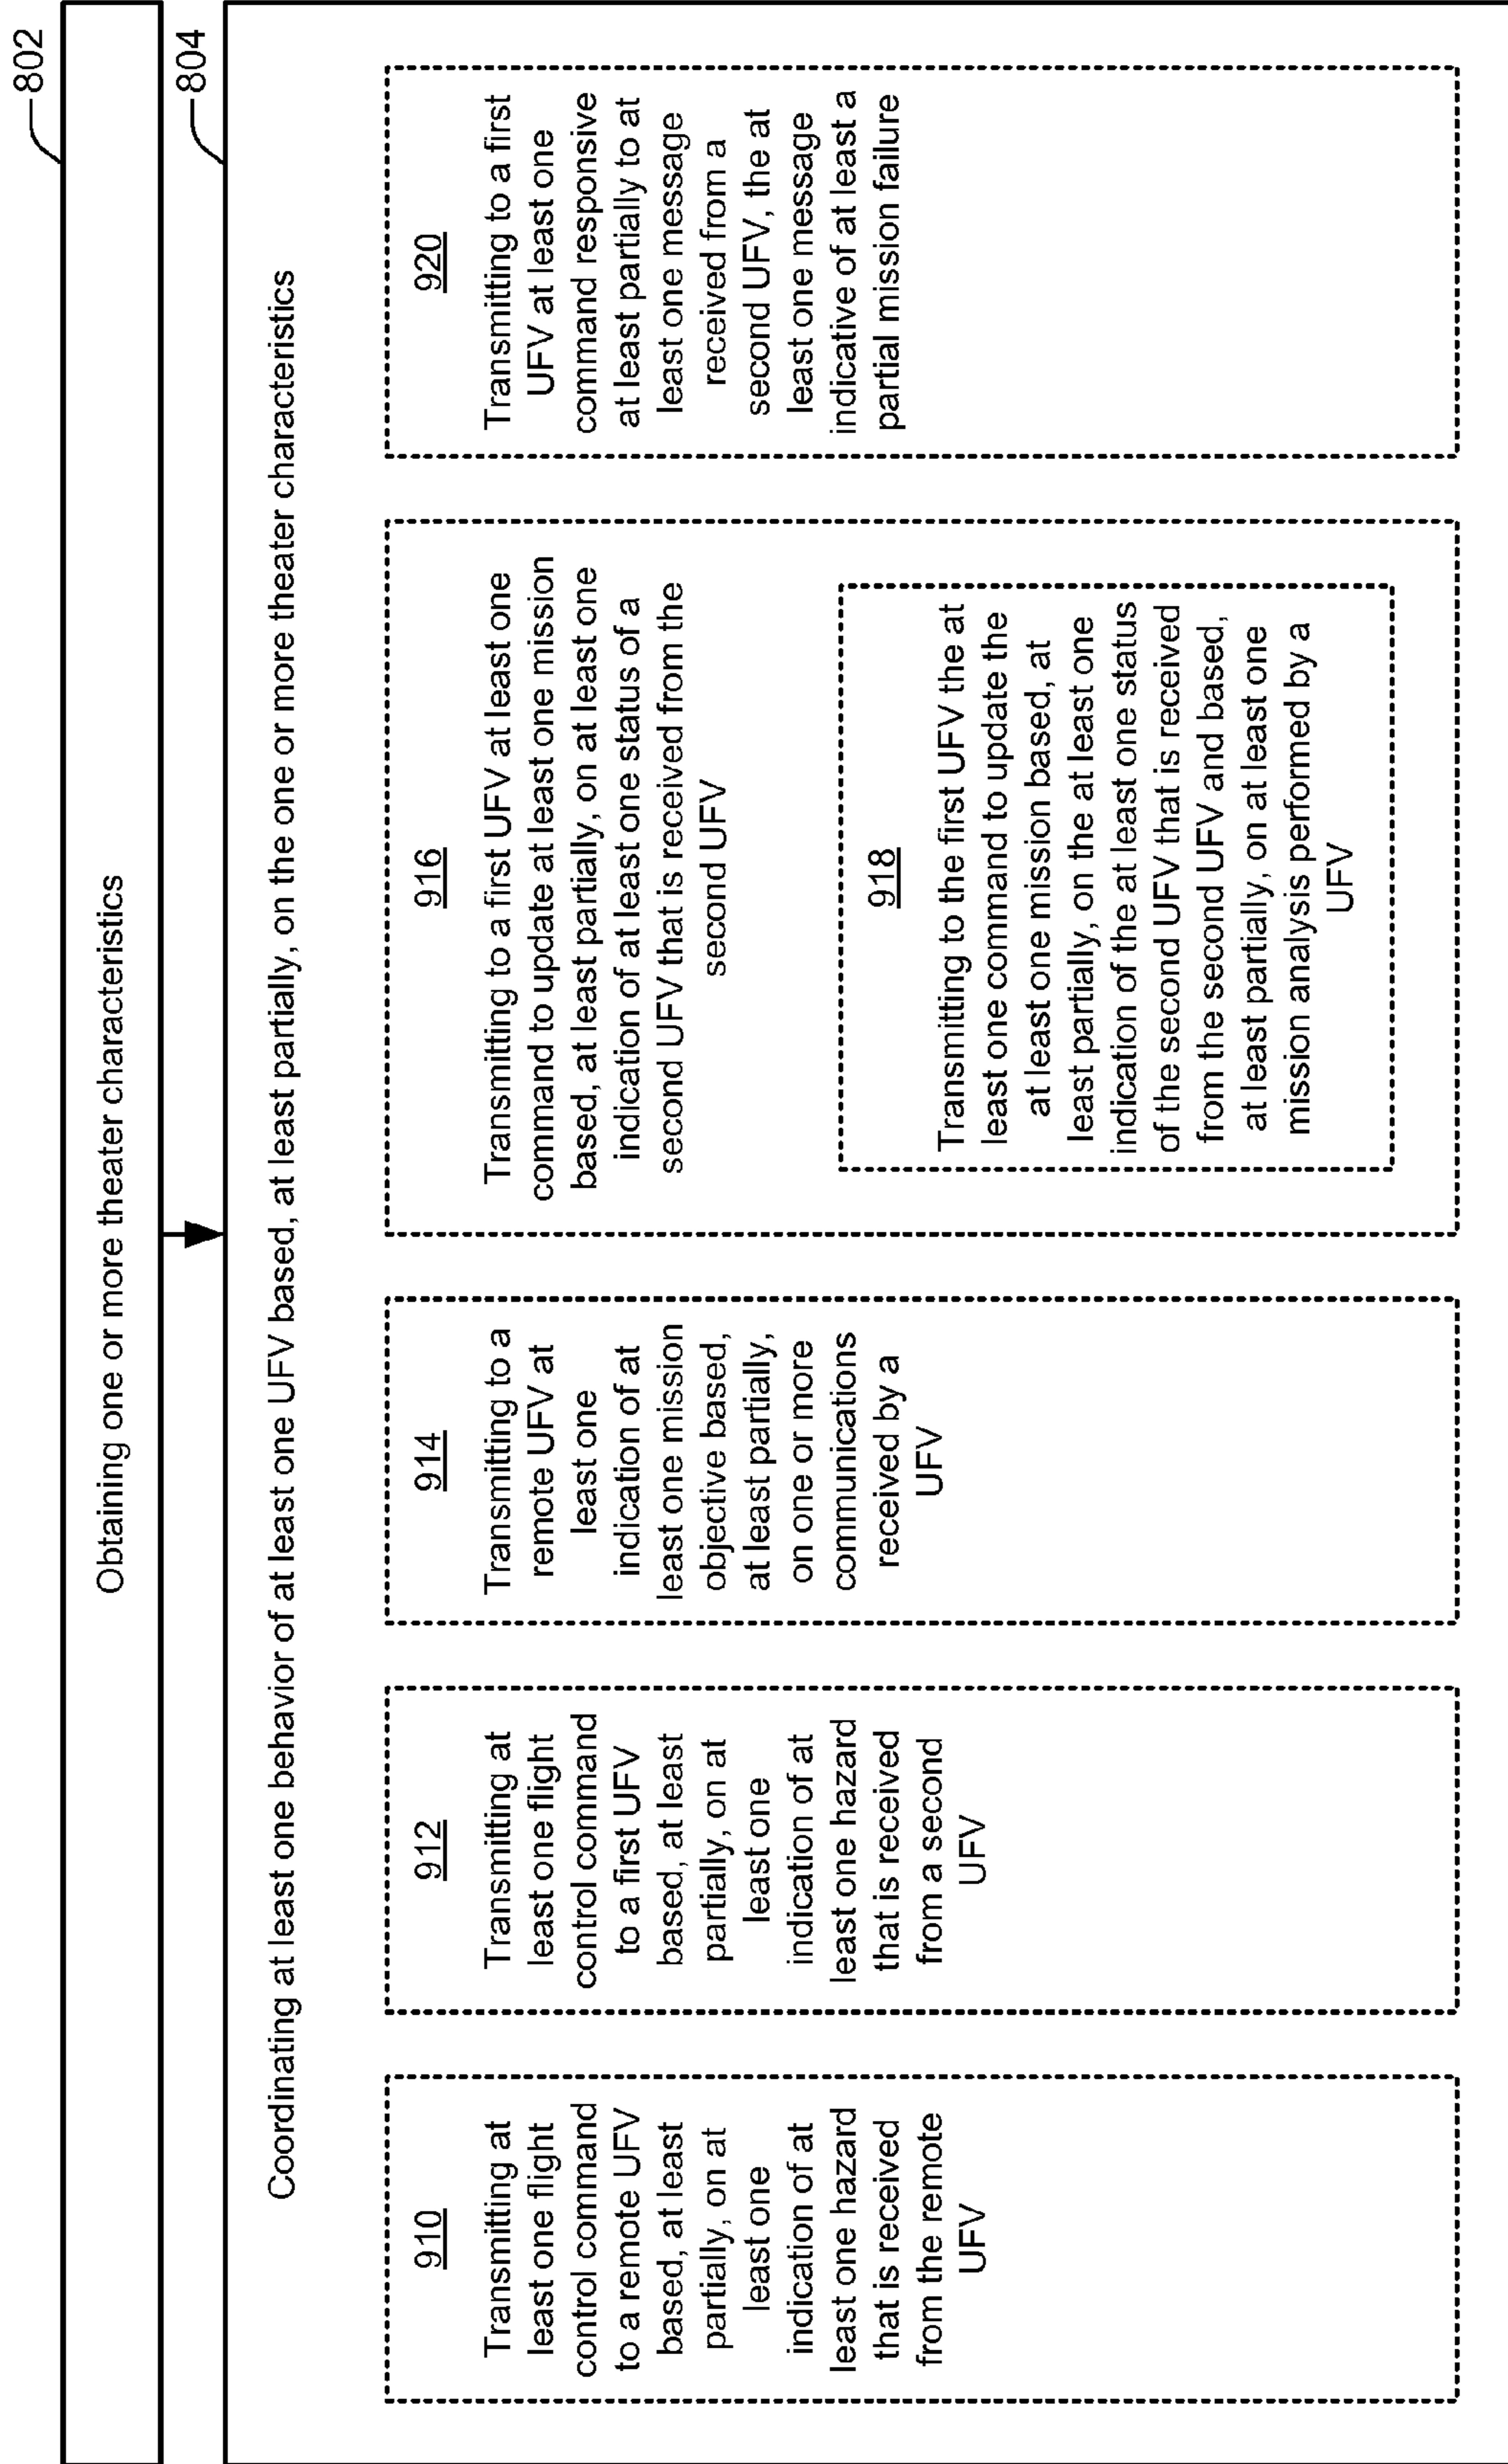 802
Obtaining one or more theater characteristics
804
Coordinating at least one behavior of at least one UFV based, at least partially, on the one or more theater characteristics
910
Transmitting at
least one flight
control command
to a remote UFV
based, at least
partially, on at
least one
indication of at
least one hazard
that is received
from the remote
UFV
912
Transmitting at
least one flight
control command
to a first UFV
based, at least
partially, on at
least one
indication of at
least one hazard
that is received
from a second
UFV
914
Transmitting to a
remote UFV at
least one
indication of at
least one mission
objective based,
at least partially,
on one or more
communications
received by a
UFV
916
Transmitting to a first UFV at least one
command to update at least one mission
based, at least partially, on at least one
indication of at least one status of a
second UFV that is received from the
second UFV
918
Transmitting to the first UFV the at
least one command to update the
at least one mission based, at
least partially, on the at least one
indication of the at least one status
of the second UFV that is received
from the second UFV and based,
at least partially, on at least one
mission analysis performed by a
UFV
920
Transmitting to a first
UFV at least one
command responsive
at least partially to at
least one message
received from a
second UFV, the at
least one message
indicative of at least a
partial mission failure